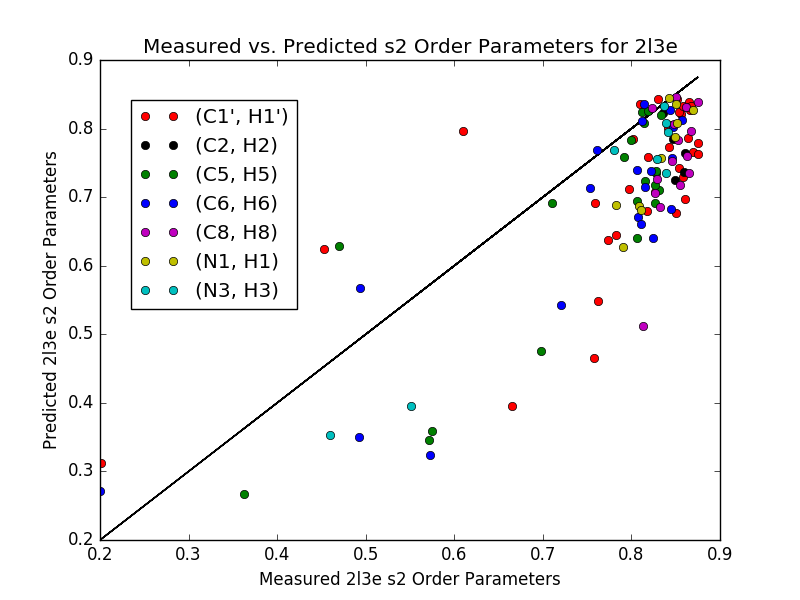 Measured vs. Predicted s2 Order Parameters for 2l3e
0.9
0.8
0.7
0.6
0.5
0.4
0.3
0.2
Predicted 2l3e s2 Order Parameters
(C1', H1')
(C2, H2)
(C5, H5)
(C6, H6)
(C8, H8)
(N1, H1)
(N3, H3)
0.2 0.3 0.4 0.5 0.6 0.7 0.8 0.9
Measured 2l3e s2 Order Parameters